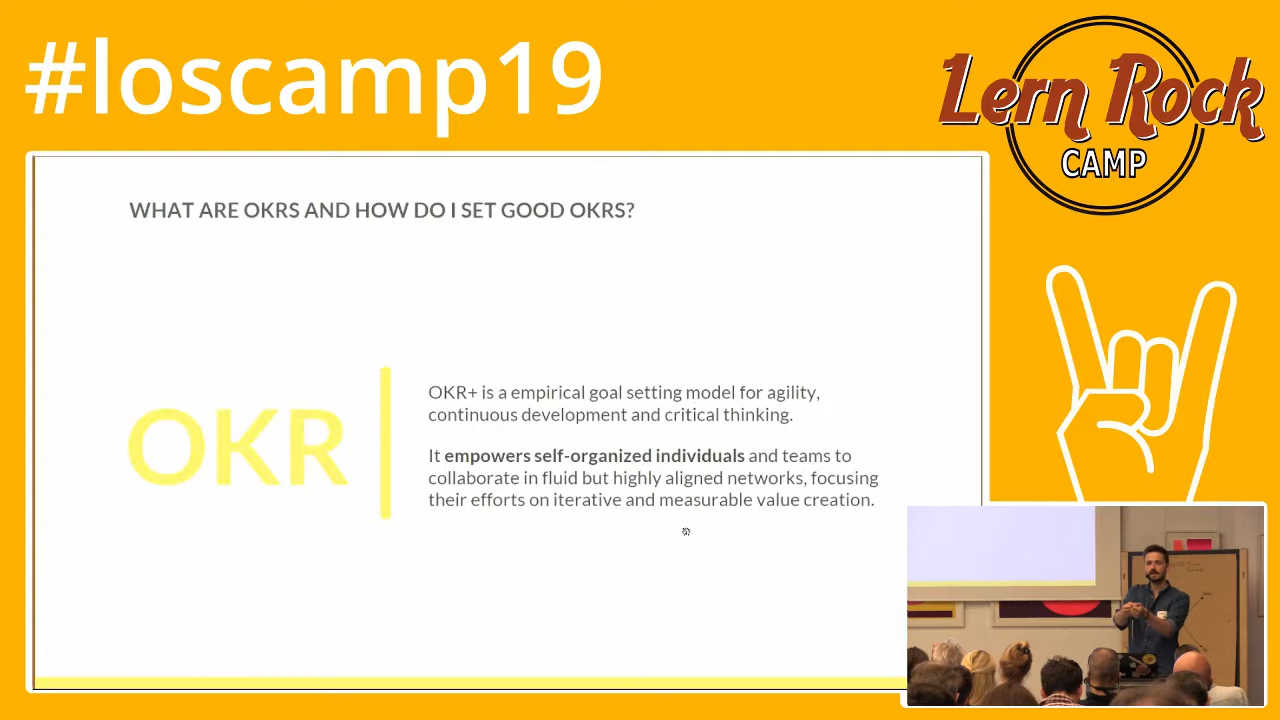 #loscamp19
Lern Rock
CAMP
WHAT ARE OKRS AND HOW DO I SET GOOD OKRS?
OKR
OKR+ is a empirical goal setting model for agility,
continuous development and critical thinking.
It empowers self-organized individuals and teams to
collaborate in fluid but highly aligned networks, focusing
their efforts on iterative and measurable value creation.